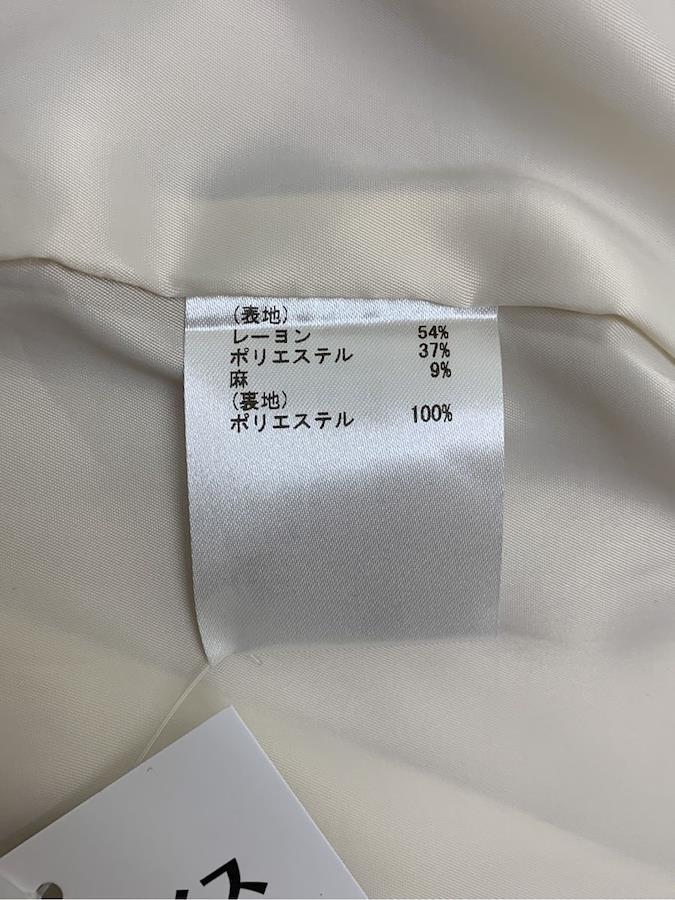 (表地)
レーヨン 54%
ポリエステル 37%
麻 9%
(裏地)
ポリエステル 100%